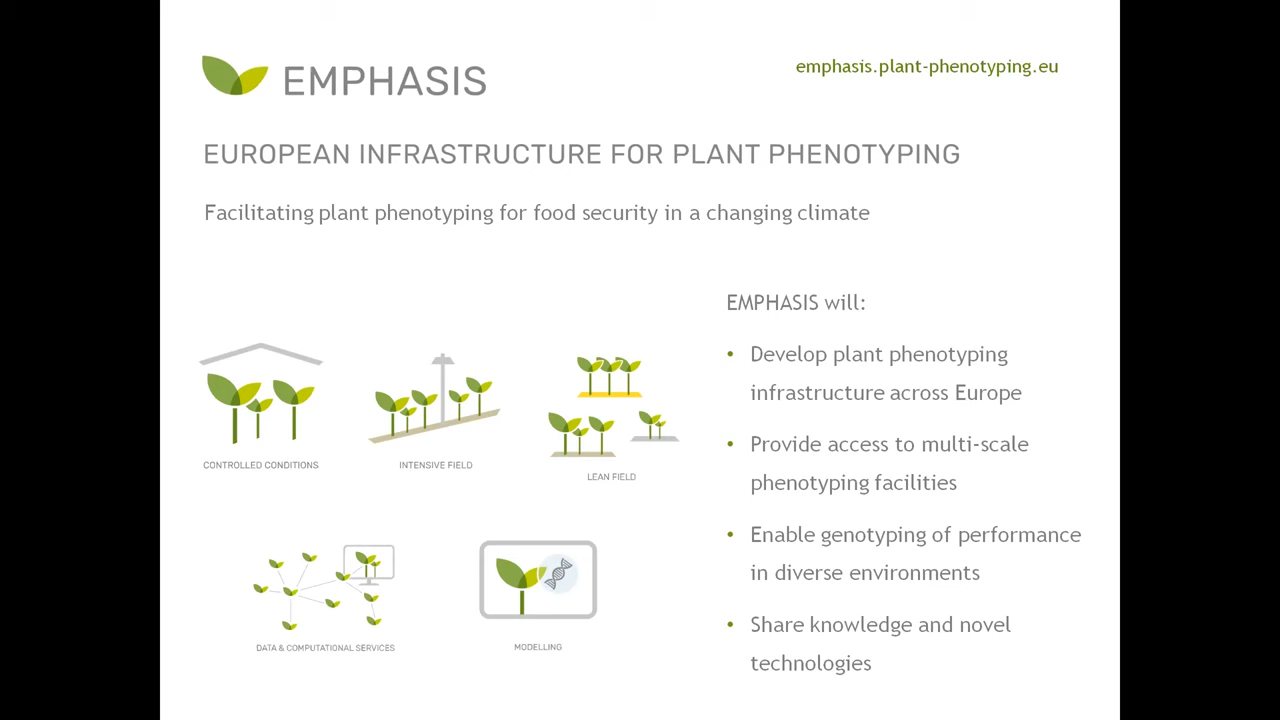 EMPHASIS
emphasis.plant-phenotyping.eu
EUROPEAN INFRASTRUCTURE FOR PLANT PHENOTYPING
Facilitating plant phenotyping for food security in a changing climate
CONTROLLED CONDITIONS
INTENSIVE FIELD
LEAN FIELD
DATA & COMPUTATIONAL SERVICES
MODELLING
EMPHASIS will:
• Develop plant phenotyping
infrastructure across Europe
• Provide access to multi-scale
phenotyping facilities
• Enable genotyping of performance
in diverse environments
• Share knowledge and novel
technologies